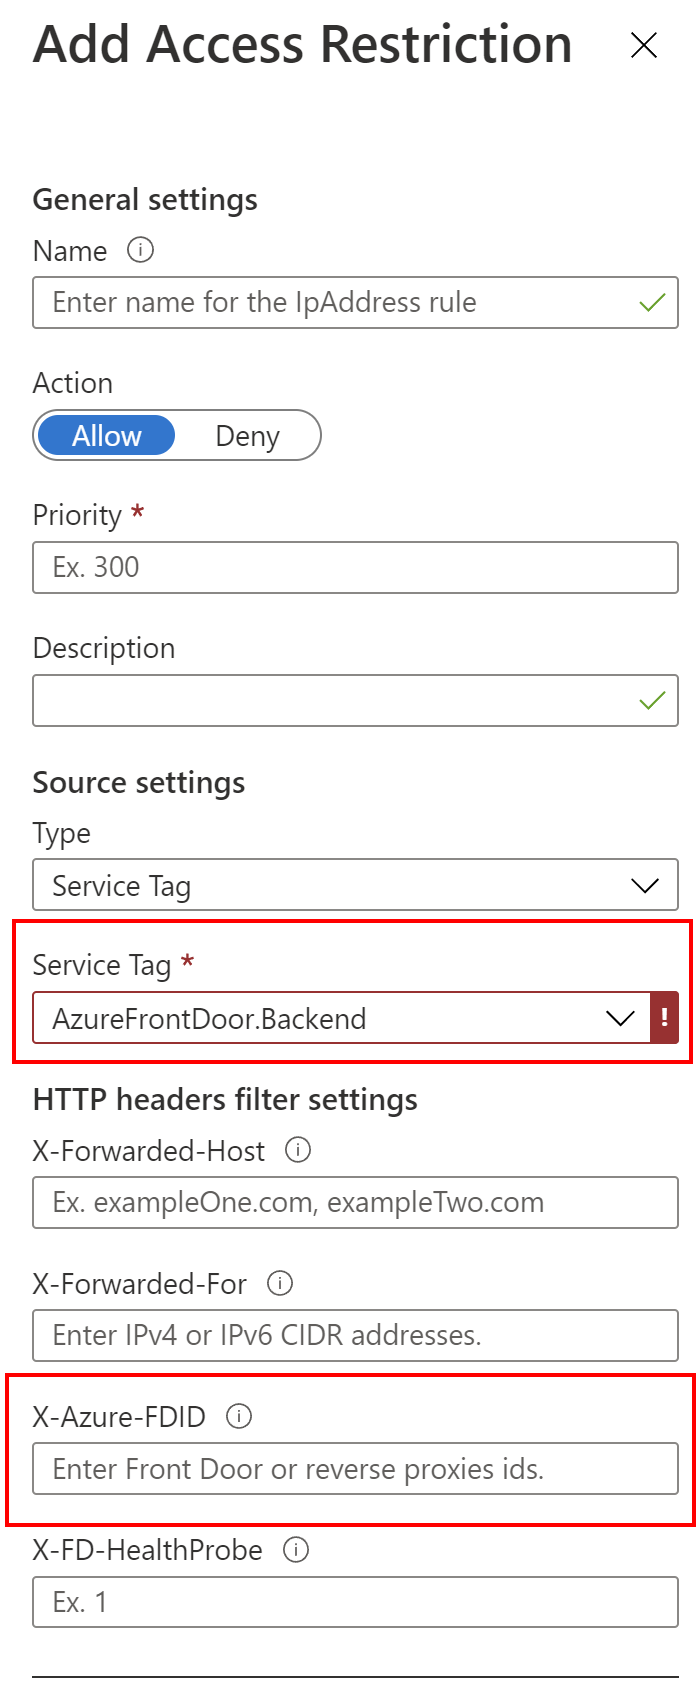 Add Access Restriction
General settings
Name
Enter name for the IpAddress rule
Action
Allow Deny
Priority *
Ex. 300
Description
Source settings
Type
Service Tag
Service Tag *
AzureFrontDoor.Backend !
HTTP headers filter settings
X-Forwarded-Host
Ex. exampleOne.com, exampleTwo.com
X-Forwarded-For
Enter IPv4 or IPv6 CIDR addresses.
X-Azure-FDID
Enter Front Door or reverse proxies ids.
X-FD-HealthProbe
Ex. 1